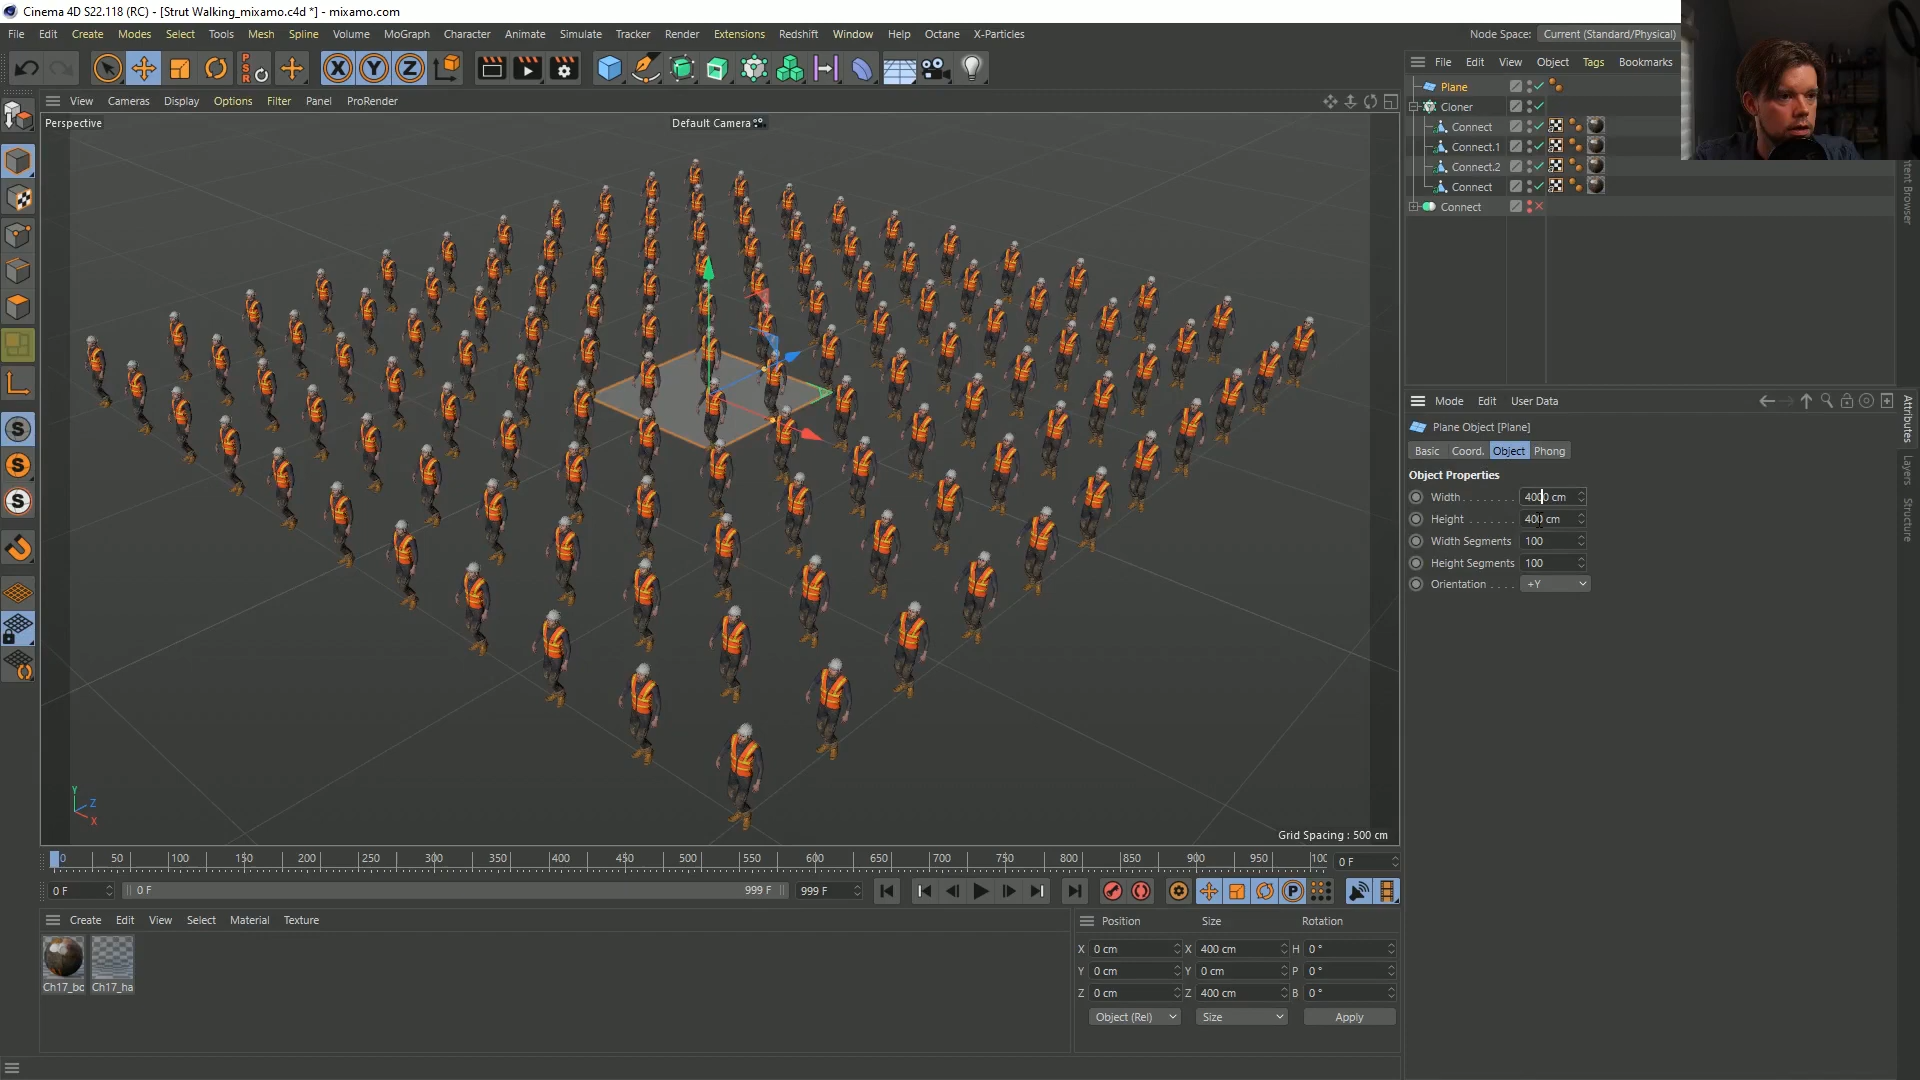 Cinema 4D S22.118 (RC) - [Strut Walking_mixamo.c4d *] - mixamo.com
File Edit Create Modes Select Tools Mesh Spline Volume MoGraph Character Animate Simulate Tracker Render Extensions Redshift Window Octane Help X-Particles
Node Space: Current (Standard/Physical)
PSR X Y Z
File Edit View Object Tags Bookmarks
View Cameras Display Options Filter Panel ProRender
Perspective
Default Camera
Plane
Cloner
Connect
Connect.1
Connect.2
Connect
Connect
S
S
S
Mode Edit User Data
Attributes
Layers
Structure
Plane Object [Plane]
Basic Coord. Object Phong
Object Properties
Width . . . . . . . . 4000 cm
Height . . . . . . . 400 cm
Width Segments 100
Height Segments 100
Orientation . . . . +Y
Y
Z
X
Grid Spacing : 500 cm
0 50 100 150 200 250 300 350 400 450 500 550 600 650 700 750 800 850 900 950 0 F
0 F 0 F 999 F 999 F P
Create Edit View Select Material Texture
Ch17_bo Ch17_ha
Position Size Rotation
X 0 cm X 400 cm H 0 °
Y 0 cm Y 0 cm P 0 °
Z 0 cm Z 400 cm B 0 °
Object (Rel) Size Apply